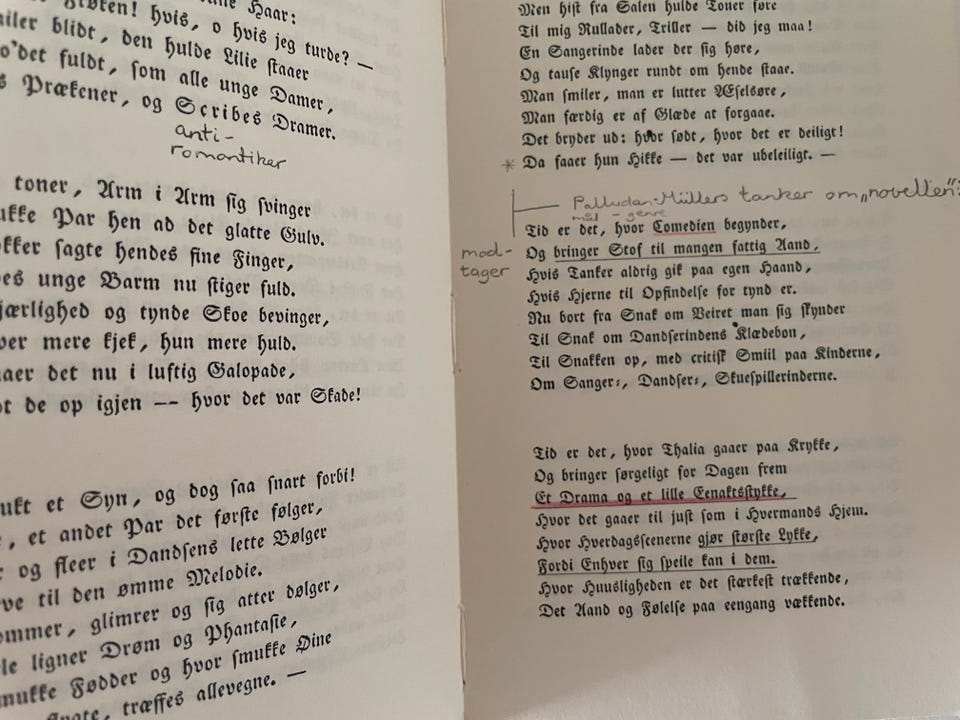 Haar:
Frøken! hvis, o hvis jeg turde? —
smiler blidt, den hulde Lilie staaer
det fuldt, som alle unge Damer,
Prækener, og Scribes Dramer.
anti-
romantiker
toner, Arm i Arm sig svinger
Par hen ad det glatte Gulv.
sagte hendes fine Finger,
unge Barm nu stiger fuld.
Kjærlighed og tynde Skoe bevinger,
mere kjek, hun mere huld.
det nu i luftig Galopade,
de op igjen –– hvor det var Skade!
et Syn, og dog saa snart forbi!
, et andet Par det første følger,
og fleer i Dandsens lette Bølger
til den ømme Melodie.
kommer, glimrer og sig atter dølger,
ligner Drøm og Phantasie,
smukke Fødder og hvor smukke Øine
træffes allevegne. —
Men hist fra Salen hulde Toner føre
Til mig Rullader, Triller — did jeg maa!
En Sangerinde lader der sig høre,
Og tause Klynger rundt om hende staae.
Man smiler, man er lutter Æselsøre,
Man færdig er af Glæde at forgaae.
Det bryder ud: hvor sødt, hvor det er deiligt!
* Da faaer hun Hikke — det var ubeleiligt. —
Palludan-Müllers tanker om „novellen":
mål - genre
Tid er det, hvor Comedien begynder,
mod-
tager
Og bringer Stof til mangen fattig Aand,
Hvis Tanker aldrig gik paa egen Haand,
Hvis Hjerne til Opfindelse for tynd er.
Nu bort fra Snak om Veiret man sig skynder
Til Snak om Dandserindens Klædebon,
Til Snakken op, med critisk Smiil paa Kinderne,
Om Sanger-, Dandser-, Skuespillerinderne.
Tid er det, hvor Thalia gaaer paa Krykke,
Og bringer sørgeligt for Dagen frem
Et Drama og et lille Eenaktsstykke,
Hvor det gaaer til just som i Hvermands Hjem.
Hvor Hverdagsscenerne gjør største Lykke,
Fordi Enhver sig speile kan i dem.
Hvor Huusligheden er det stærkest trækkende,
Det Aand og Følelse paa eengang vækkende.